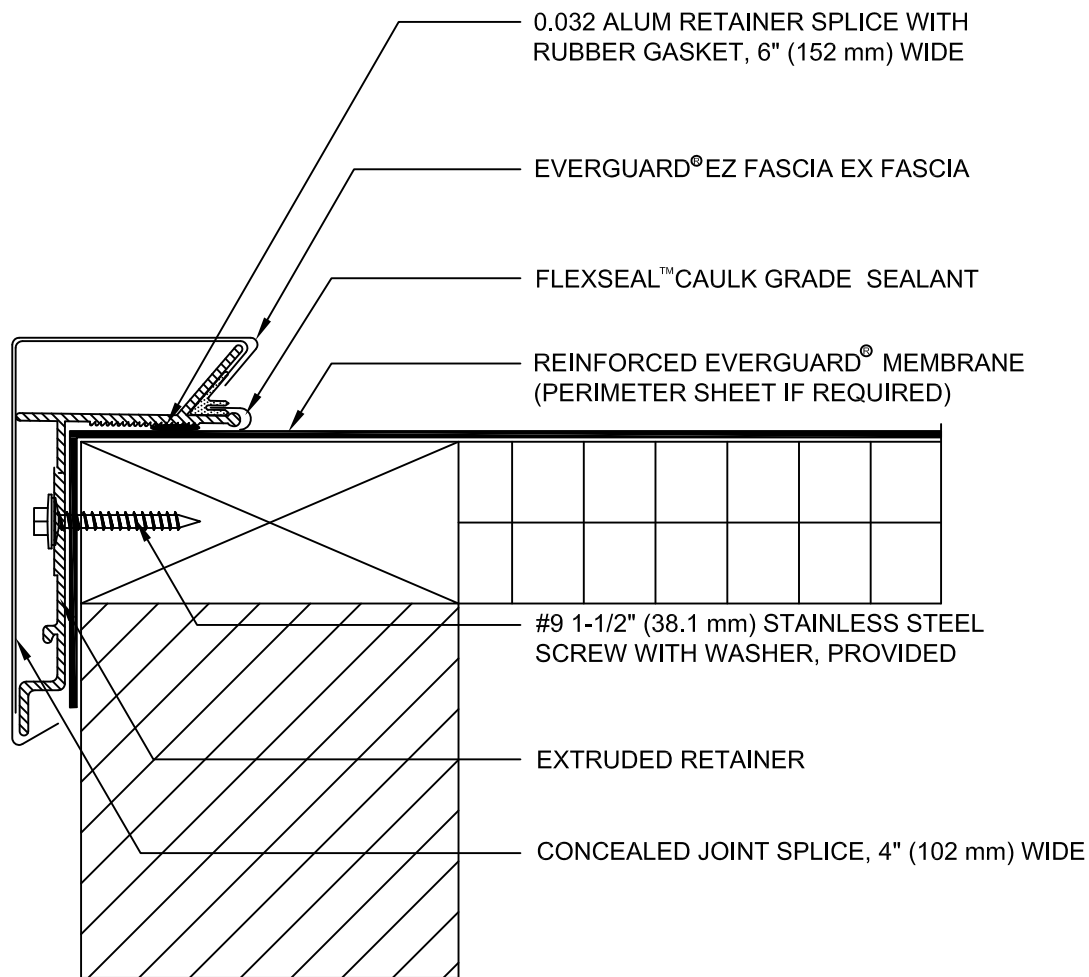 0.032 ALUM RETAINER SPLICE WITH
RUBBER GASKET, 6" (152 mm) WIDE
EVERGUARD® EZ FASCIA EX FASCIA
FLEXSEAL™ CAULK GRADE SEALANT
REINFORCED EVERGUARD® MEMBRANE
(PERIMETER SHEET IF REQUIRED)
#9 1-1/2" (38.1 mm) STAINLESS STEEL
SCREW WITH WASHER, PROVIDED
EXTRUDED RETAINER
CONCEALED JOINT SPLICE, 4" (102 mm) WIDE